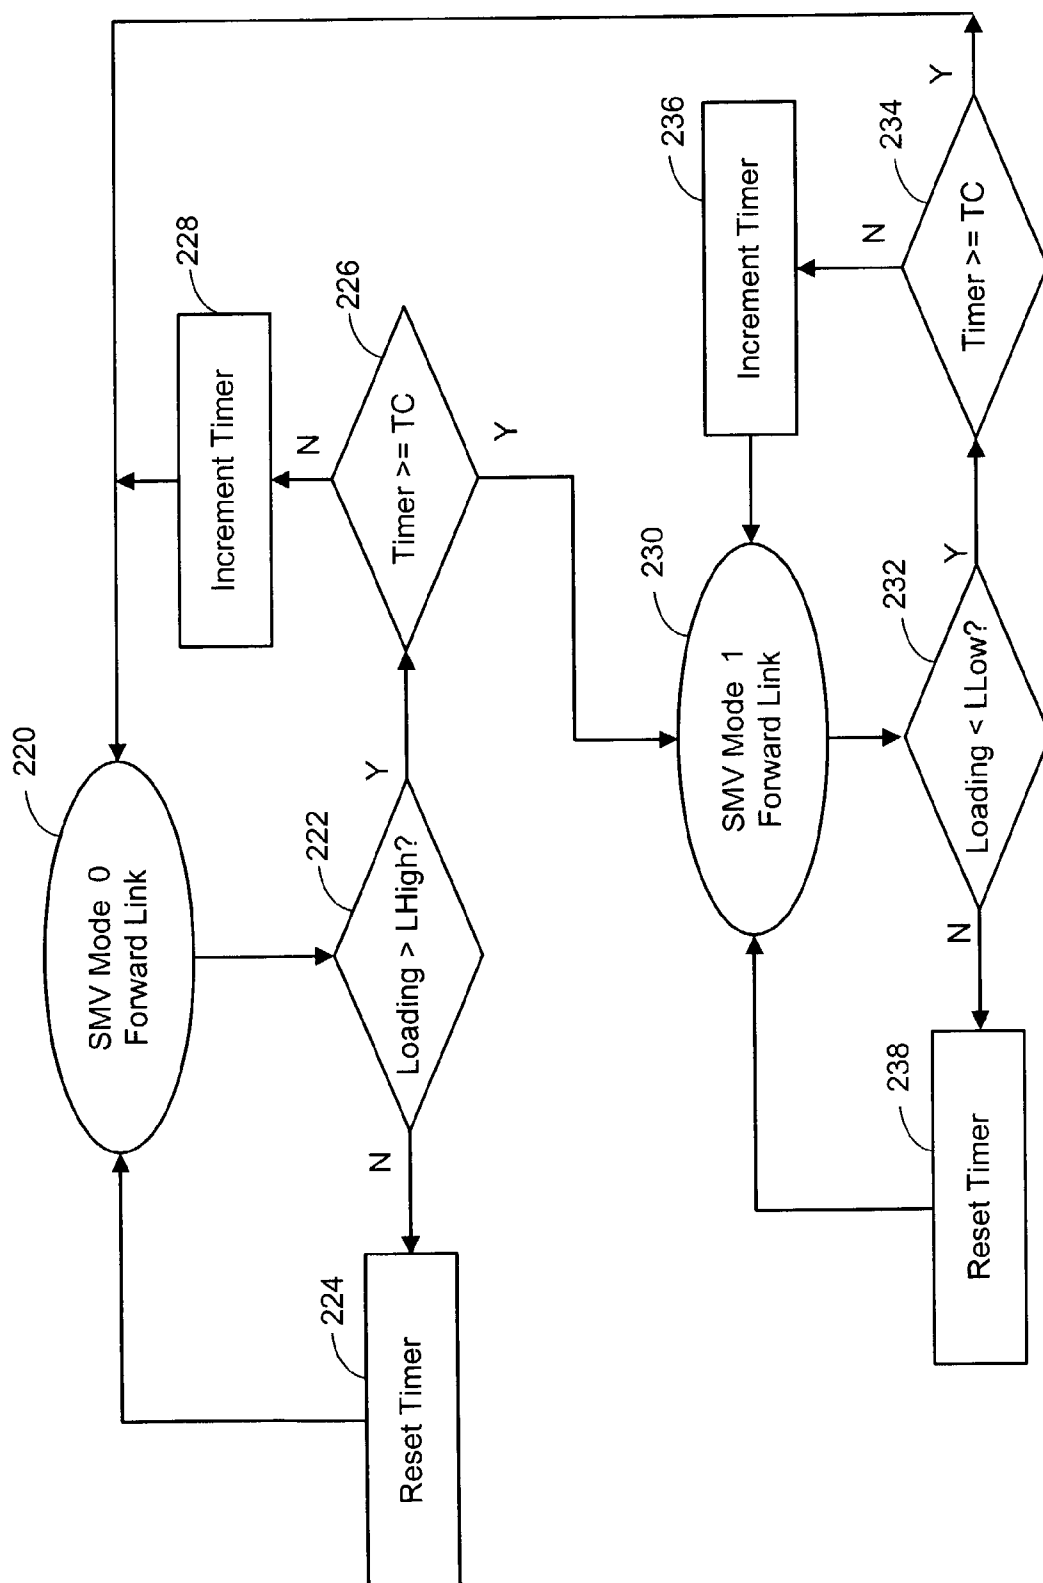 220
SMV Mode 0
Forward Link
222
Loading > LHigh?
N
Y
224
Reset Timer
226
Timer >= TC
N
Y
228
Increment Timer
230
SMV Mode 1
Forward Link
232
Loading < LLow?
N
Y
234
Timer >= TC
N
Y
236
Increment Timer
238
Reset Timer